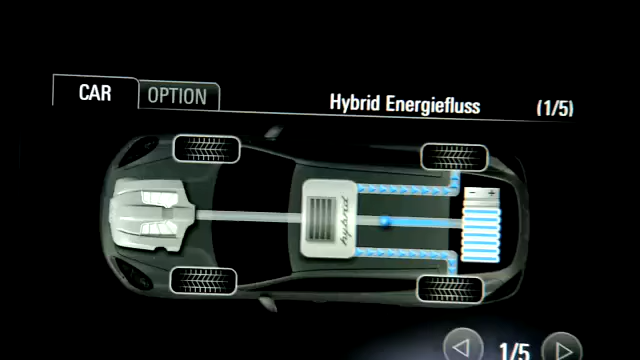 CAR
OPTION
Hybrid Energiefluss
(1/5)
hybrid
- +
1/5